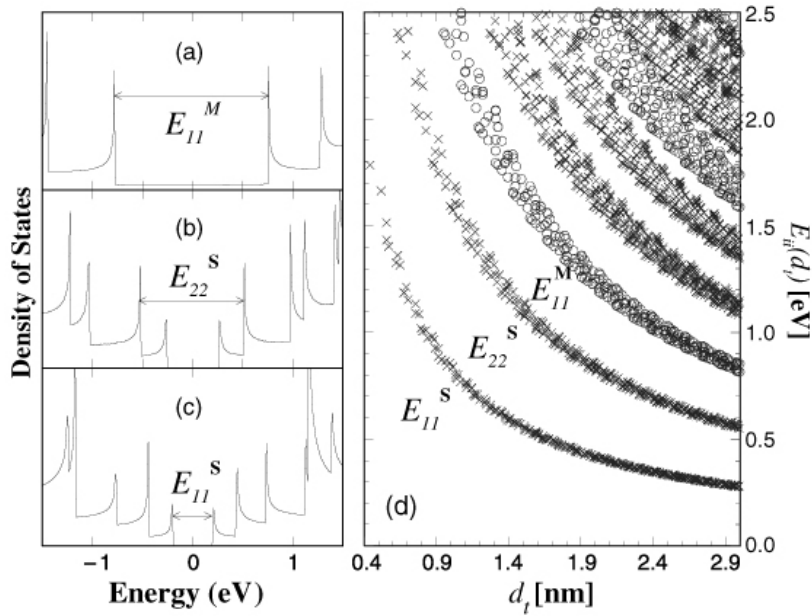 (a)
E₁₁ᴹ
(b)
E₂₂ˢ
(c)
E₁₁ˢ
Density of States
−1 0 1
Energy (eV)
2.5
2.0
1.5
1.0
0.5
0.0
E₁₁ᴹ
E₂₂ˢ
E₁₁ˢ
(d)
0.4 0.9 1.4 1.9 2.4 2.9
dₜ [nm]
Eᵢᵢ(dₜ) [eV]